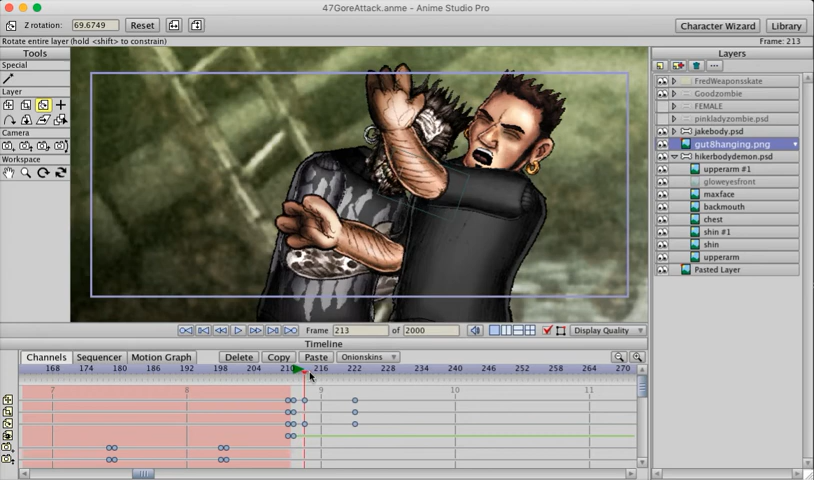 47GoreAttack.anme - Anime Studio Pro
Z rotation: 69.6749 Reset Character Wizard Library
Rotate entire layer (hold <shift> to constrain) Frame: 213
Tools
Special
Layer
Camera
Workspace
Layers
FredWeaponsskate
Goodzombie
FEMALE
pinkladyzombie.psd
jakebody.psd
gut8hanging.png
hikerbodydemon.psd
upperarm #1
gloweyesfront
maxface
backmouth
chest
shin #1
shin
upperarm
Pasted Layer
Frame 213 of 2000 Display Quality
Timeline
Channels Sequencer Motion Graph Delete Copy Paste Onionskins
168 174 180 186 192 198 204 210 216 222 228 234 240 246 252 258 264 270
7 8 9 10 11